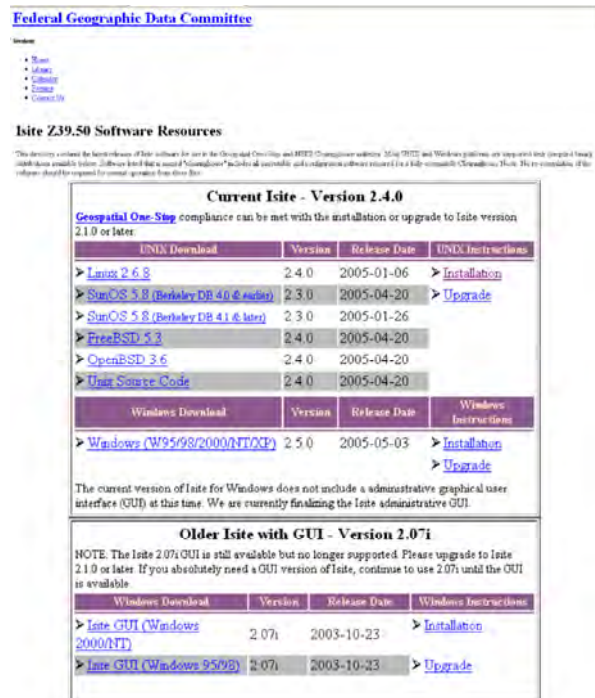 Federal Geographic Data Committee
Home
Library
Calendar
Contact Us
Isite Z39.50 Software Resources
Current Isite - Version 2.4.0
Geospatial One-Stop compliance can be met with the installation or upgrade to Isite version
2.1.0 or later.
UNIX Download Version Release Date UNIX Instructions
Linux 2.6.8 2.4.0 2005-01-06 Installation
SunOS 5.8 (Berkeley DB 4.0 & earlier) 2.3.0 2005-04-20 Upgrade
SunOS 5.8 (Berkeley DB 4.1 & later) 2.3.0 2005-01-26
FreeBSD 5.3 2.4.0 2005-04-20
OpenBSD 3.6 2.4.0 2005-04-20
Unix Source Code 2.4.0 2005-04-20
Windows Download Version Release Date Windows
Instructions
Windows (W95/98/2000/NT/XP) 2.5.0 2005-05-03 Installation
Upgrade
The current version of Isite for Windows does not include a administrative graphical user
interface (GUI) at this time. We are currently finalizing the Isite administrative GUI.
Older Isite with GUI - Version 2.07i
NOTE. The Isite 2.07i GUI is still available but no longer supported. Please upgrade to Isite
2.1.0 or later. If you absolutely need a GUI version of Isite, continue to use 2.07i until the GUI
is available.
Windows Download Version Release Date Windows Instructions
Isite GUI (Windows
2000/NT) 2.07i 2003-10-23 Installation
Isite GUI (Windows 95/98) 2.07i 2003-10-23 Upgrade